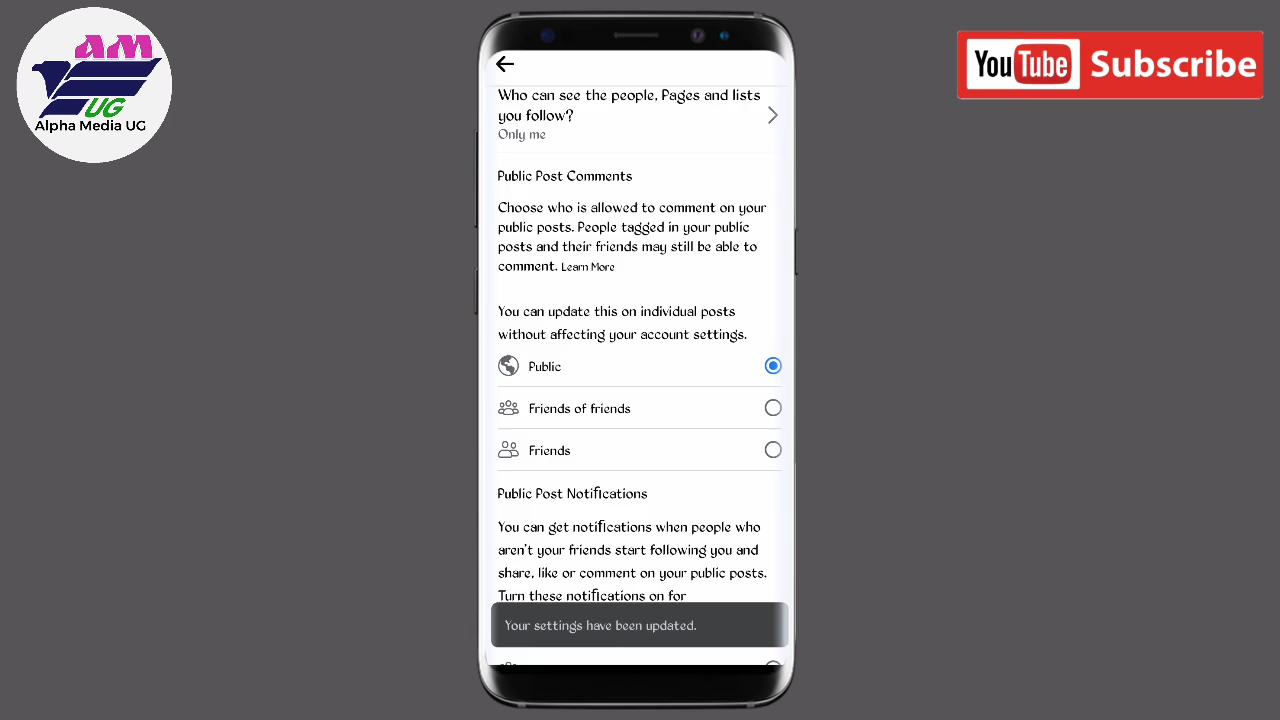 AM
UG
Alpha Media UG
YouTube Subscribe
Who can see the people, Pages and lists
you follow?
Only me
Public Post Comments
Choose who is allowed to comment on your
public posts. People tagged in your public
posts and their friends may still be able to
comment. Learn More
You can update this on individual posts
without affecting your account settings.
Public
Friends of friends
Friends
Public Post Notifications
You can get notifications when people who
aren't your friends start following you and
share, like or comment on your public posts.
Turn these notifications on for
Your settings have been updated.